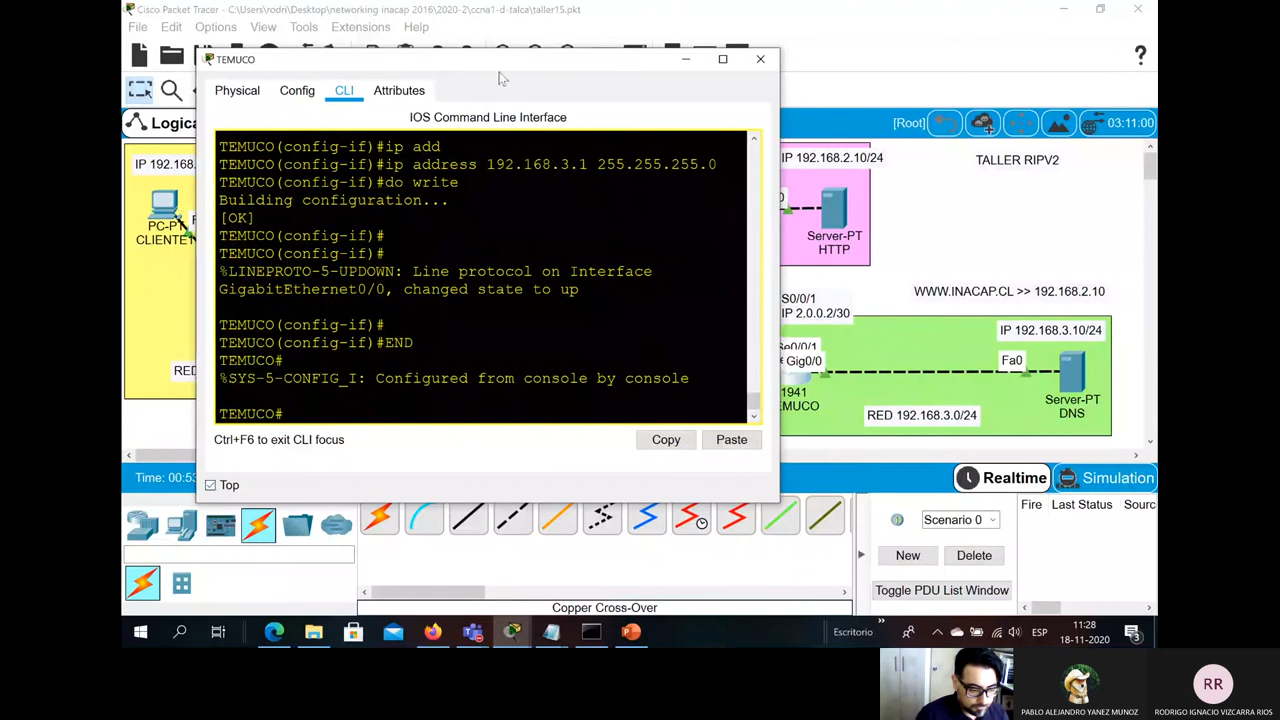 Cisco Packet Tracer - C:\Users\rodri\Desktop\networking inacap 2016\2020-2\ccna1-d-talca\taller15.pkt
File Edit Options View Tools Extensions Help
TEMUCO
Physical Config CLI Attributes
IOS Command Line Interface
TEMUCO(config-if)#ip add
TEMUCO(config-if)#ip address 192.168.3.1 255.255.255.0
TEMUCO(config-if)#do write
Building configuration...
[OK]
TEMUCO(config-if)#
TEMUCO(config-if)#
%LINEPROTO-5-UPDOWN: Line protocol on Interface
GigabitEthernet0/0, changed state to up
TEMUCO(config-if)#
TEMUCO(config-if)#END
TEMUCO#
%SYS-5-CONFIG_I: Configured from console by console
TEMUCO#
Ctrl+F6 to exit CLI focus
Copy Paste
Top
Logica
[Root]
03:11:00
IP 192.168.
PC-PT
CLIENTET
RED
IP 192.168.2.10/24
TALLER RIPV2
Server-PT
HTTP
S0/0/1
IP 2.0.0.2/30
WWW.INACAP.CL >> 192.168.2.10
IP 192.168.3.10/24
Se0/0/1
Gig0/0
Fa0
1941
MUCO
RED 192.168.3.0/24
Server-PT
DNS
Time: 00:53
Realtime Simulation
Scenario 0
Fire Last Status Sourc
New Delete
Toggle PDU List Window
Copper Cross-Over
Escritorio
ESP
11:28
18-11-2020
3
RR
PABLO ALEJANDRO YANEZ MUNOZ
RODRIGO IGNACIO VIZCARRA RIOS